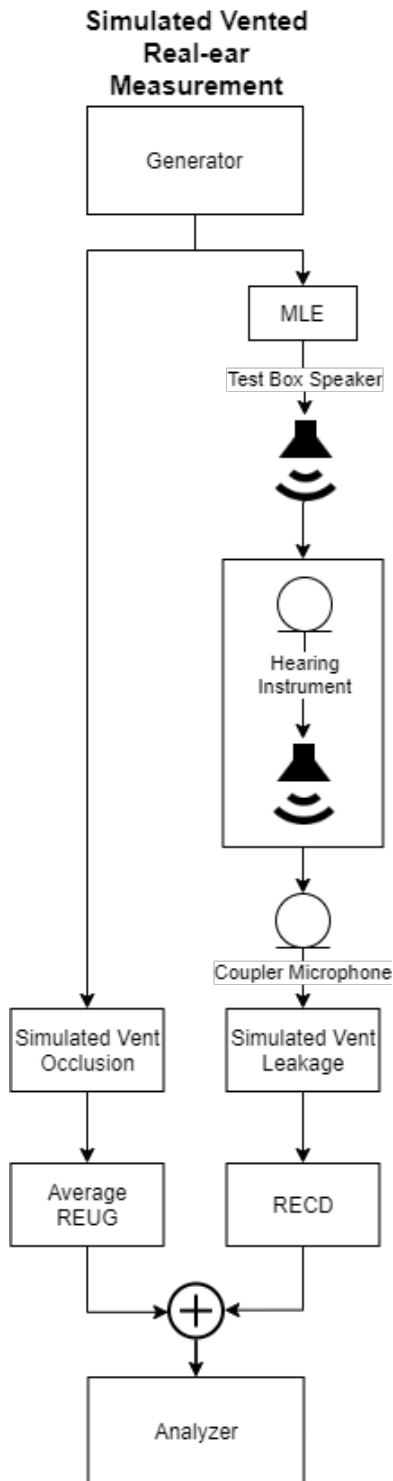 Simulated Vented
Real-ear
Measurement
Generator
MLE
Test Box Speaker
Hearing
Instrument
Coupler Microphone
Simulated Vent
Occlusion
Simulated Vent
Leakage
Average
REUG
RECD
Analyzer